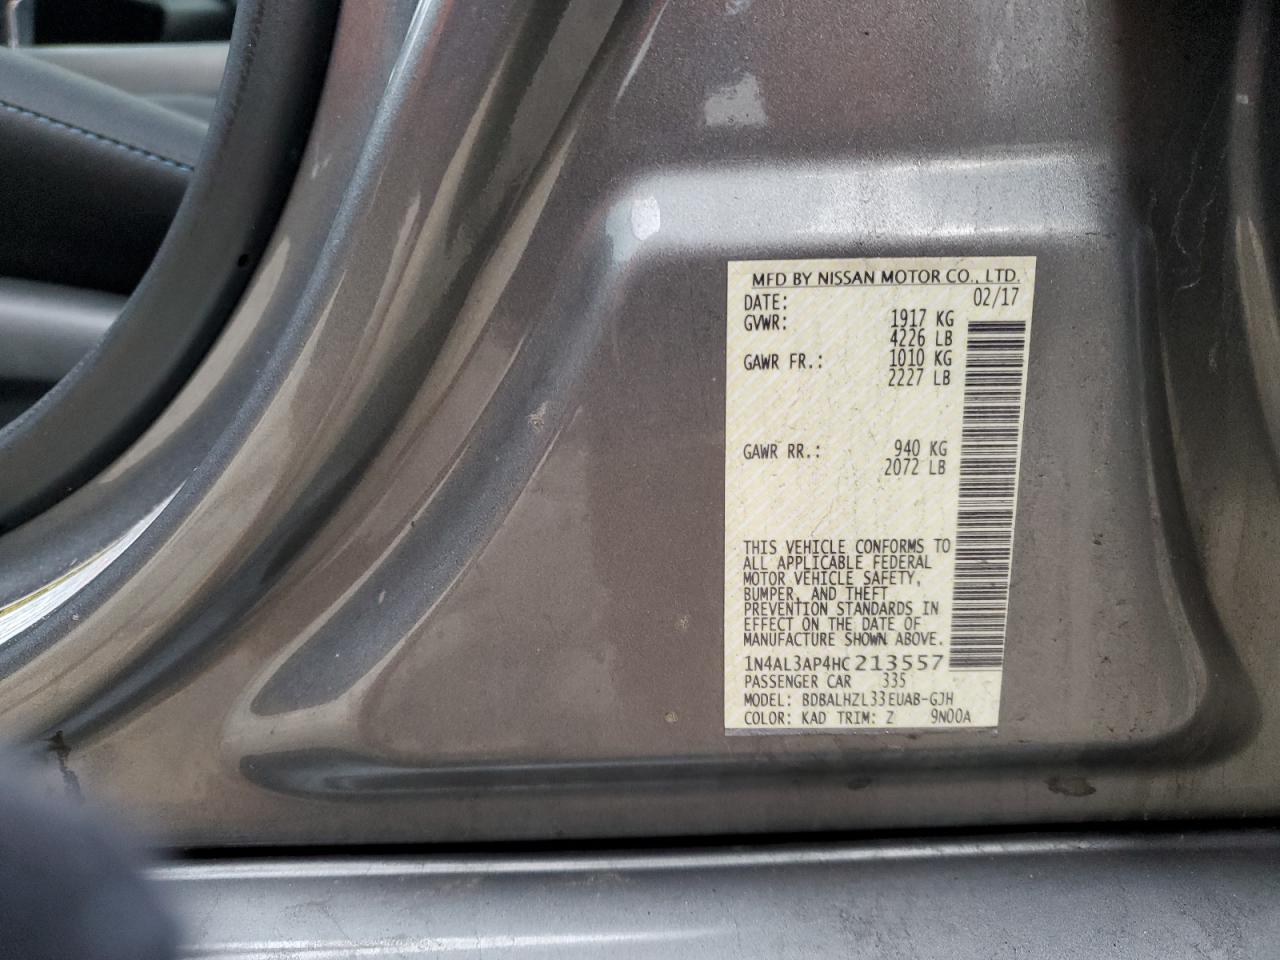 MFD BY NISSAN MOTOR CO., LTD.
DATE: 02/17
GVWR: 1917 KG
4226 LB
GAWR FR.: 1010 KG
2227 LB
GAWR RR.: 940 KG
2072 LB
THIS VEHICLE CONFORMS TO
ALL APPLICABLE FEDERAL
MOTOR VEHICLE SAFETY,
BUMPER, AND THEFT
PREVENTION STANDARDS IN
EFFECT ON THE DATE OF
MANUFACTURE SHOWN ABOVE.
1N4AL3AP4HC213557
PASSENGER CAR 335
MODEL: BDBALHZL33EUAB-GJH
COLOR: KAD TRIM: Z 9N00A